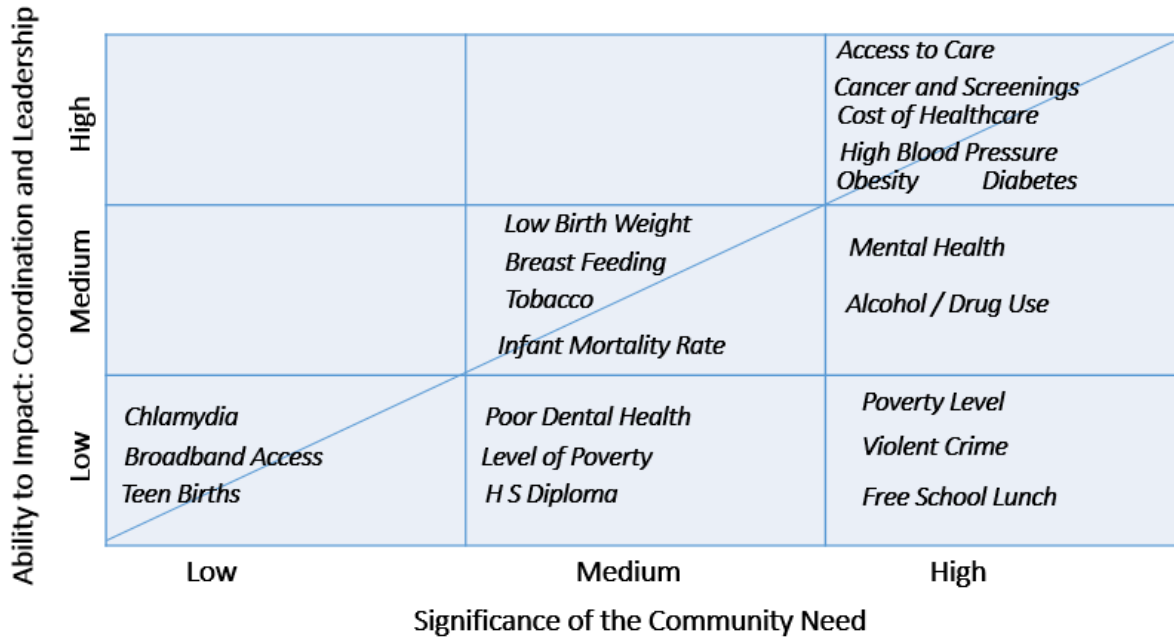 Ability to Impact: Coordination and Leadership
High
Access to Care
Cancer and Screenings
Cost of Healthcare
High Blood Pressure
Obesity Diabetes
Medium
Low Birth Weight
Breast Feeding
Tobacco
Infant Mortality Rate
Mental Health
Alcohol / Drug Use
Low
Chlamydia
Broadband Access
Teen Births
Poor Dental Health
Level of Poverty
H S Diploma
Poverty Level
Violent Crime
Free School Lunch
Low Medium High
Significance of the Community Need